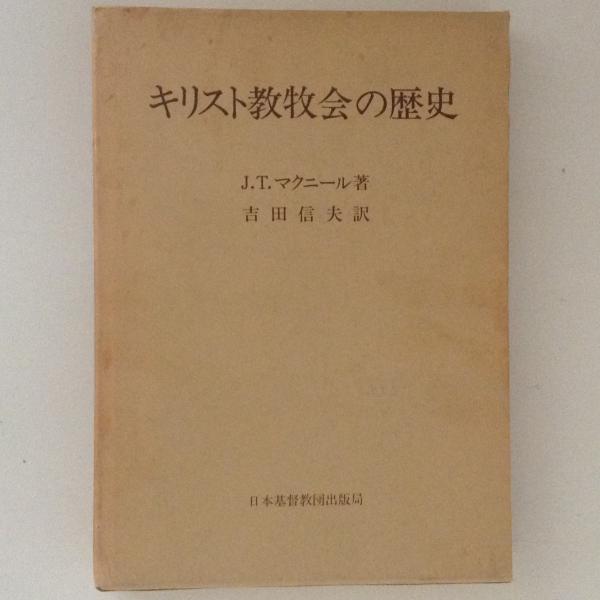 キリスト教牧会の歴史
J.T.マクニール著
吉田信夫訳
日本基督教団出版局